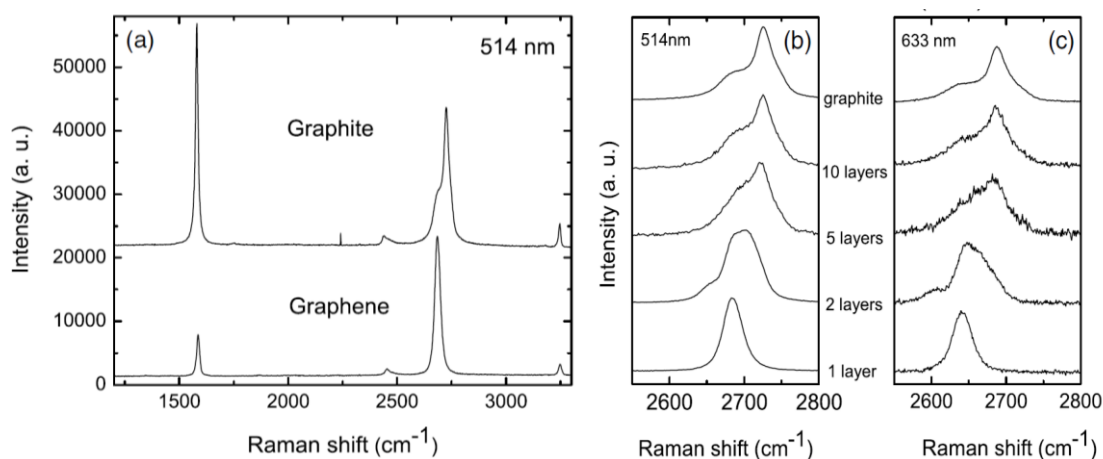 (a)
514 nm
50000
40000
30000
20000
10000
0
Graphite
Graphene
Intensity (a. u.)
1500 2000 2500 3000
Raman shift (cm⁻¹)
514nm
(b)
633 nm
(c)
graphite
10 layers
5 layers
2 layers
1 layer
Intensity (a. u.)
2600 2700 2800
Raman shift (cm⁻¹)
2600 2700 2800
Raman shift (cm⁻¹)